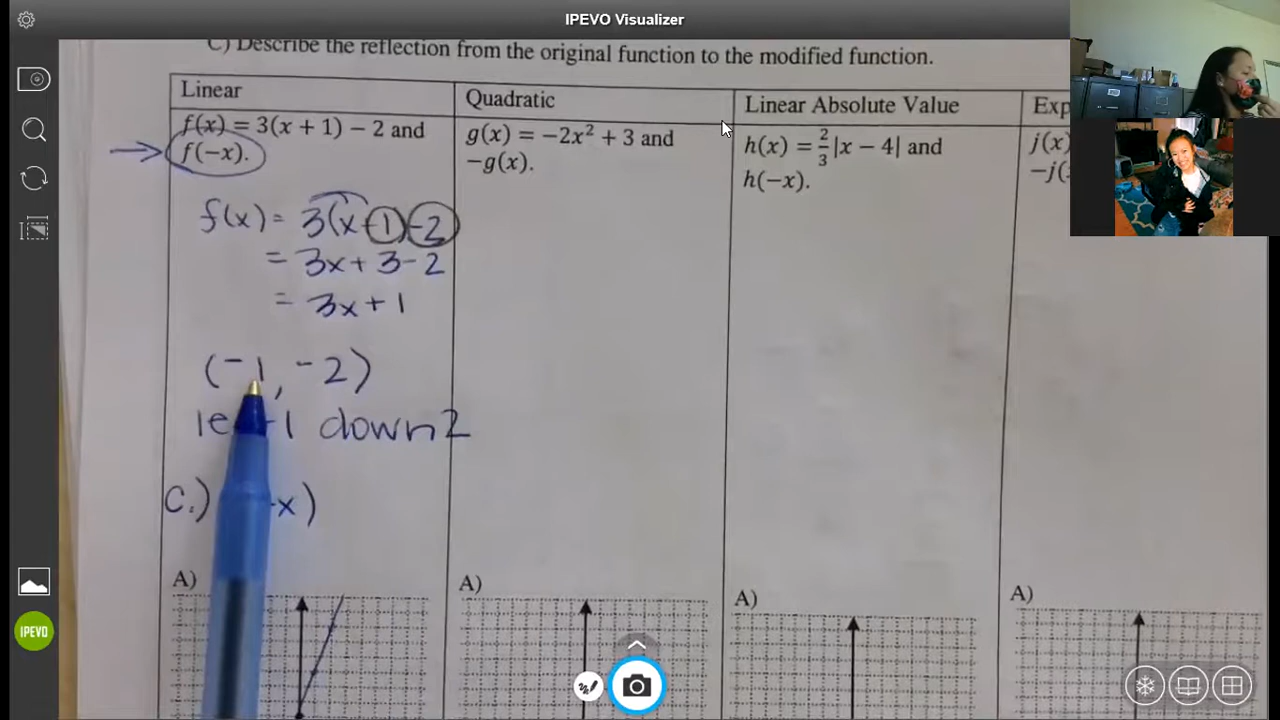 IPEVO Visualizer
C) Describe the reflection from the original function to the modified function.
Linear
f(x) = 3(x + 1) − 2 and
f(−x).
f(x) = 3(x+1)-2
= 3x + 3 - 2
= 3x + 1
(-1, -2)
down 2
C.)
A)
Quadratic
g(x) = −2x² + 3 and
−g(x).
A)
Linear Absolute Value
h(x) = 2/3|x − 4| and
h(−x).
A)
Exp
j(x)
−j(
A)
IPEVO